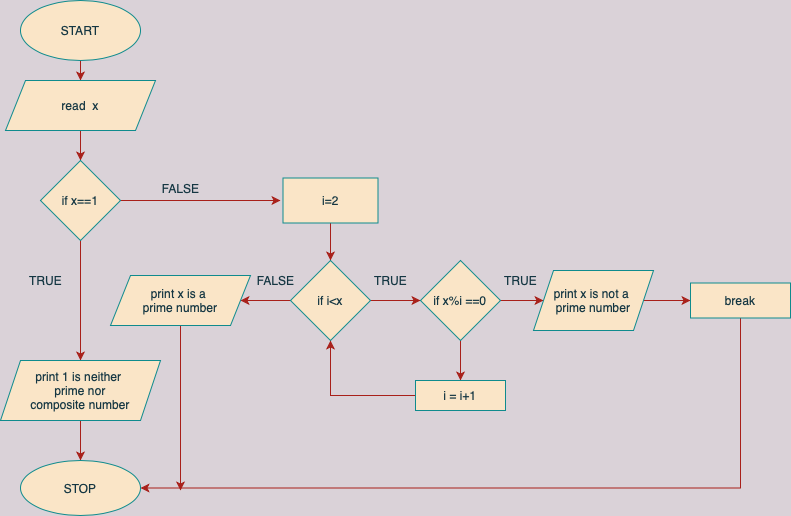 START
read x
if x==1
FALSE
i=2
TRUE
print x is a
prime number
FALSE
if i<x
TRUE
if x%i ==0
TRUE
print x is not a
prime number
break
i = i+1
print 1 is neither
prime nor
composite number
STOP